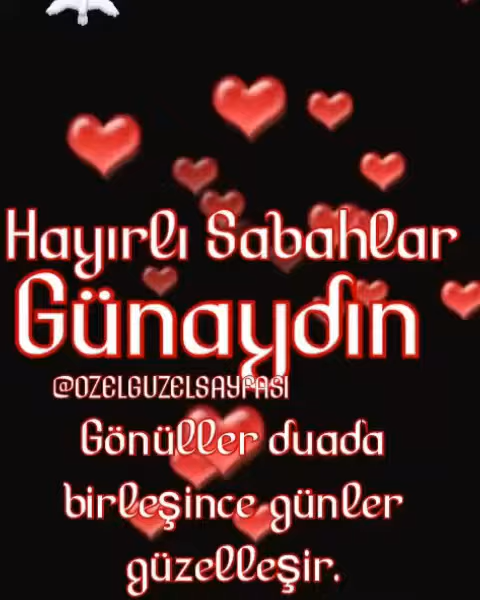 Hayırlı Sabahlar
Günaydın
@OZELGUZELSAYFASI
Gönüller duada
birleşince günler
güzelleşir.